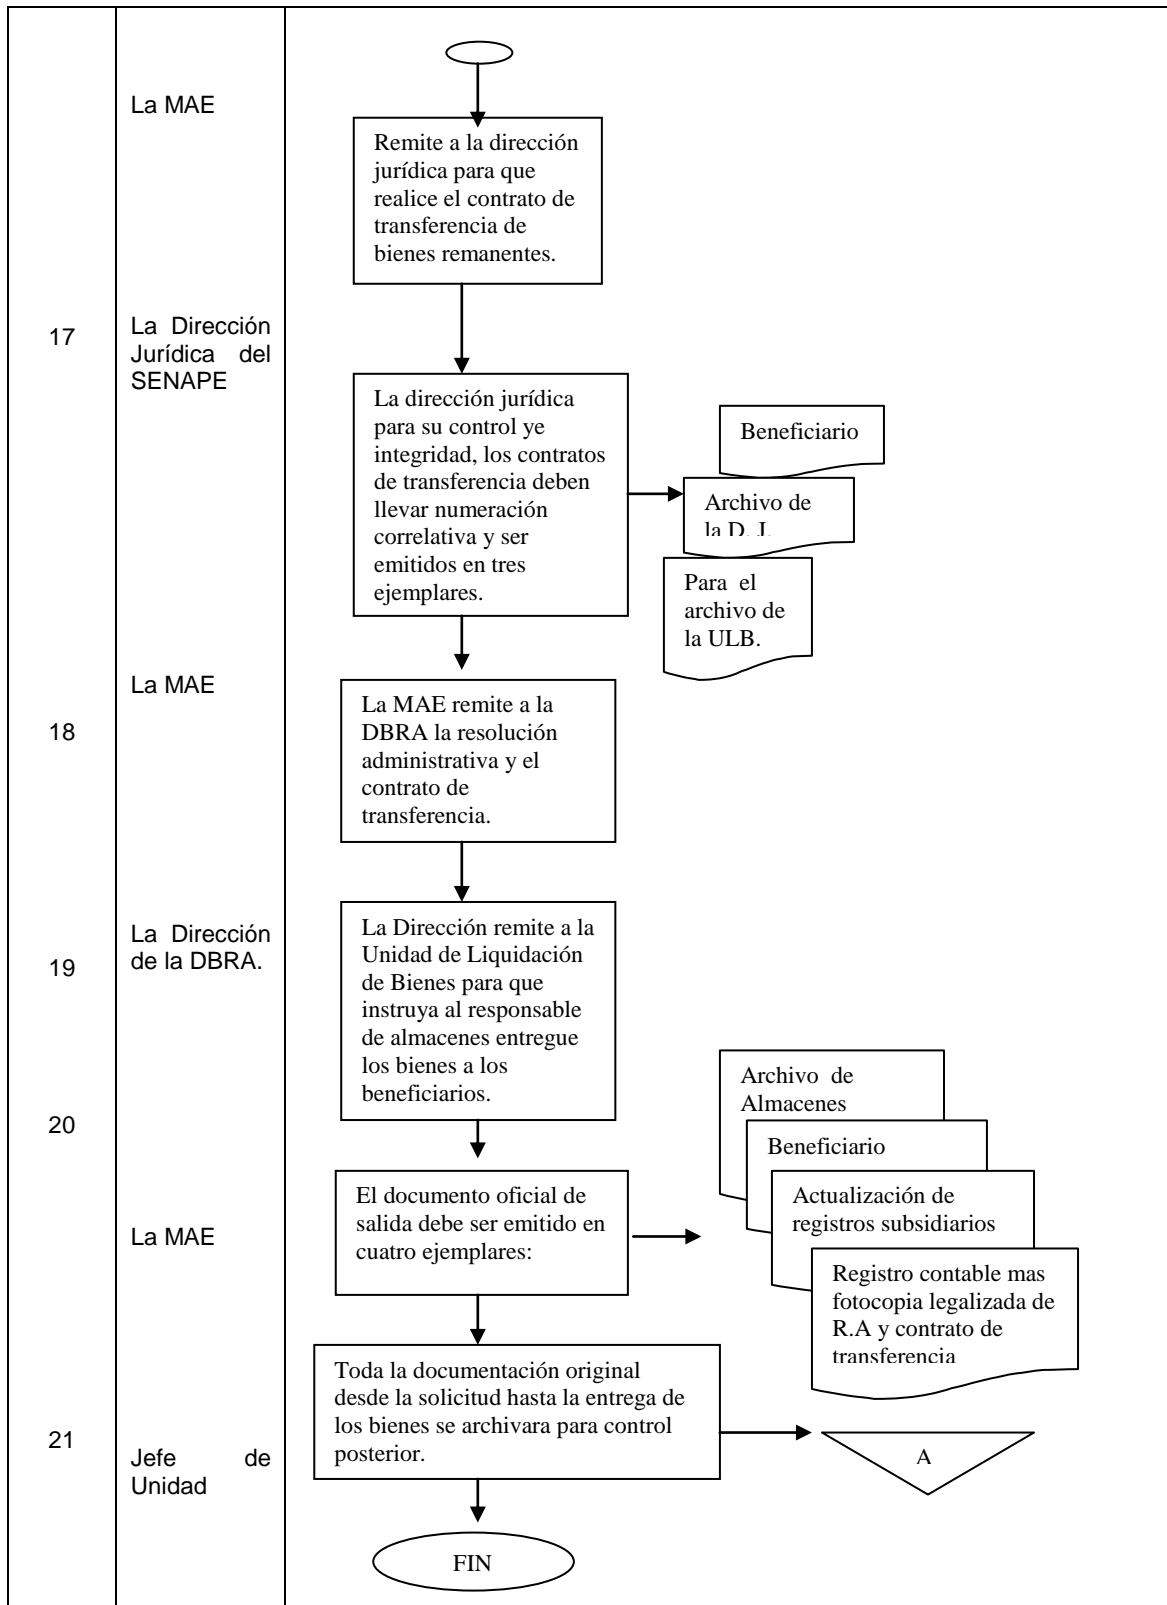 La MAE
Remite a la dirección
jurídica para que
realice el contrato de
transferencia de
bienes remanentes.
17
La Dirección
Jurídica del
SENAPE
La dirección jurídica
para su control ye
integridad, los contratos
de transferencia deben
llevar numeración
correlativa y ser
emitidos en tres
ejemplares.
Beneficiario
Archivo de
la D. J.
Para el
archivo de
la ULB.
La MAE
18
La MAE remite a la
DBRA la resolución
administrativa y el
contrato de
transferencia.
19
La Dirección
de la DBRA.
La Dirección remite a la
Unidad de Liquidación
de Bienes para que
instruya al responsable
de almacenes entregue
los bienes a los
beneficiarios.
20
La MAE
El documento oficial de
salida debe ser emitido en
cuatro ejemplares:
Archivo de
Almacenes
Beneficiario
Actualización de
registros subsidiarios
Registro contable mas
fotocopia legalizada de
R.A y contrato de
transferencia
21
Jefe de
Unidad
Toda la documentación original
desde la solicitud hasta la entrega de
los bienes se archivara para control
posterior.
A
FIN